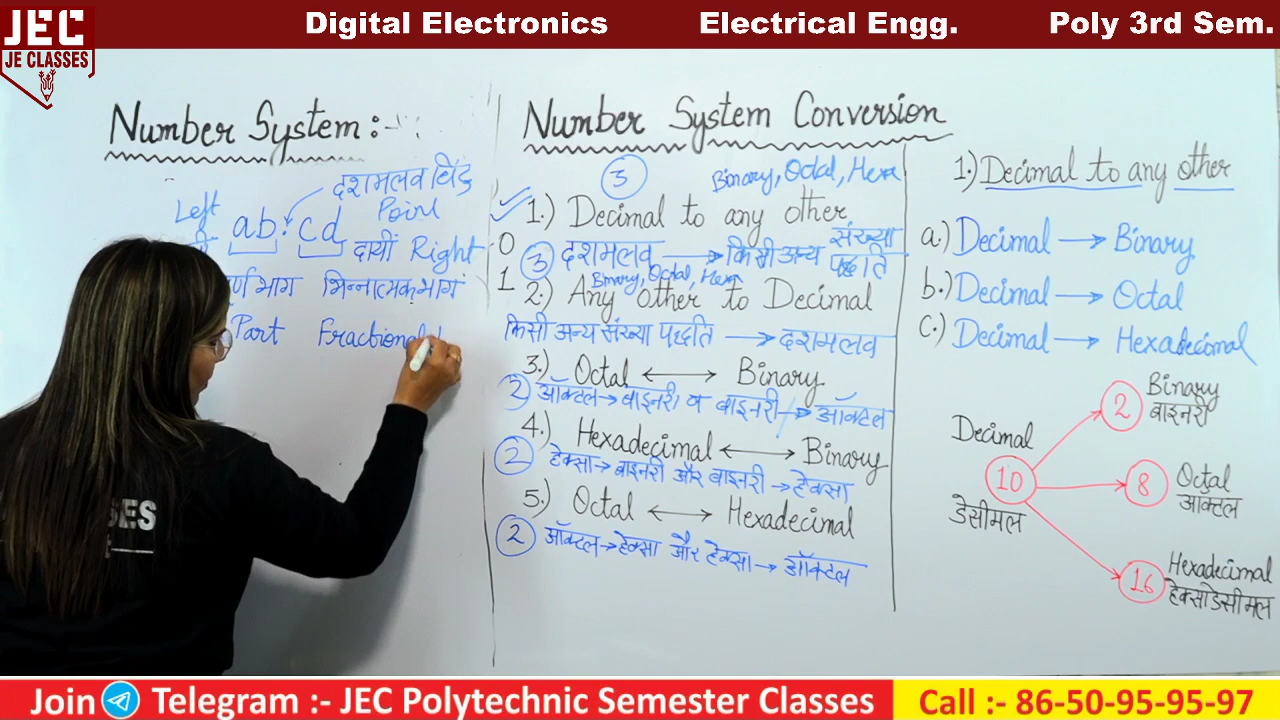 JEC
JE CLASSES
Digital Electronics Electrical Engg. Poly 3rd Sem.
Number System:-
दशमलव बिंदु
Point
Left
ab.cd
दायीं Right
पूर्ण भाग भिन्नात्मक भाग
Part Fractional
Number System Conversion
3
Binary, Octal, Hexa
1.) Decimal to any other
0
1
3 दशमलव → किसी अन्य संख्या पद्धति
Binary, Octal, Hexa
2.) Any other to Decimal
किसी अन्य संख्या पद्धति → दशमलव
3.) Octal ↔ Binary
2 ऑक्टल → बाइनरी व बाइनरी → ऑक्टल
4.) Hexadecimal ↔ Binary
2 हेक्सा → बाइनरी और बाइनरी → हेक्सा
5.) Octal ↔ Hexadecimal
2 ऑक्टल → हेक्सा और हेक्सा → ऑक्टल
1.) Decimal to any other
a.) Decimal → Binary
b.) Decimal → Octal
c.) Decimal → Hexadecimal
Decimal
10
डेसीमल
2 Binary
बाइनरी
8 Octal
ऑक्टल
16 Hexadecimal
हेक्साडेसीमल
SES
Join Telegram :- JEC Polytechnic Semester Classes
Call :- 86-50-95-95-97